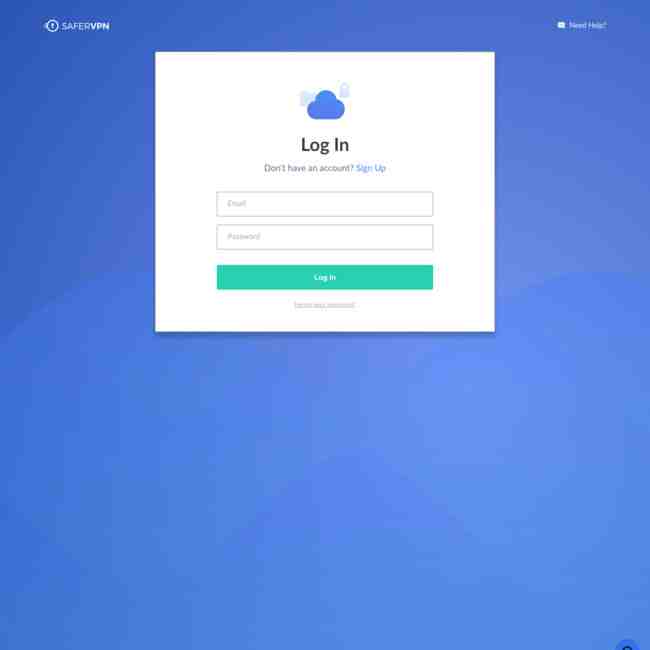 SAFERVPN
Need Help?
Log In
Don't have an account? Sign Up
Email
Password
Log In
Forgot your password?